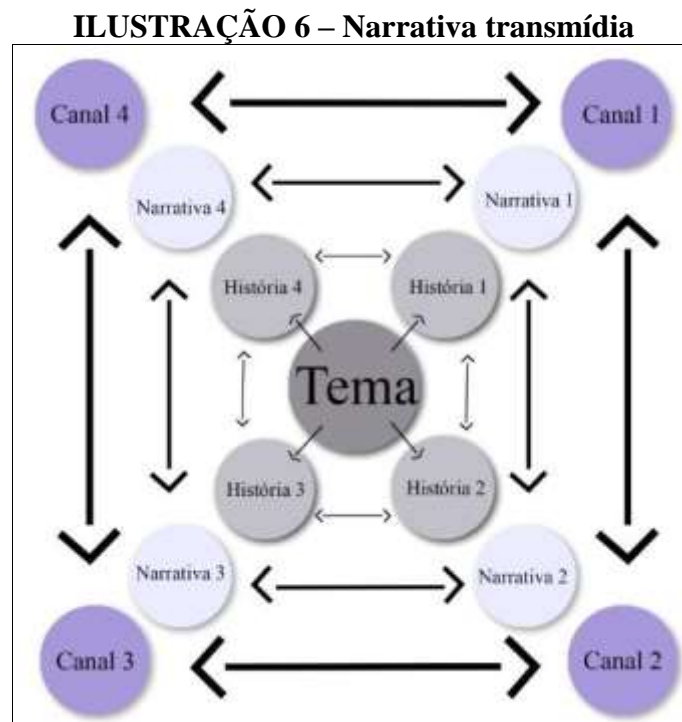 ILUSTRAÇÃO 6 – Narrativa transmídia
Canal 4
Canal 1
Narrativa 4
Narrativa 1
História 4
História 1
Tema
História 3
História 2
Narrativa 3
Narrativa 2
Canal 3
Canal 2